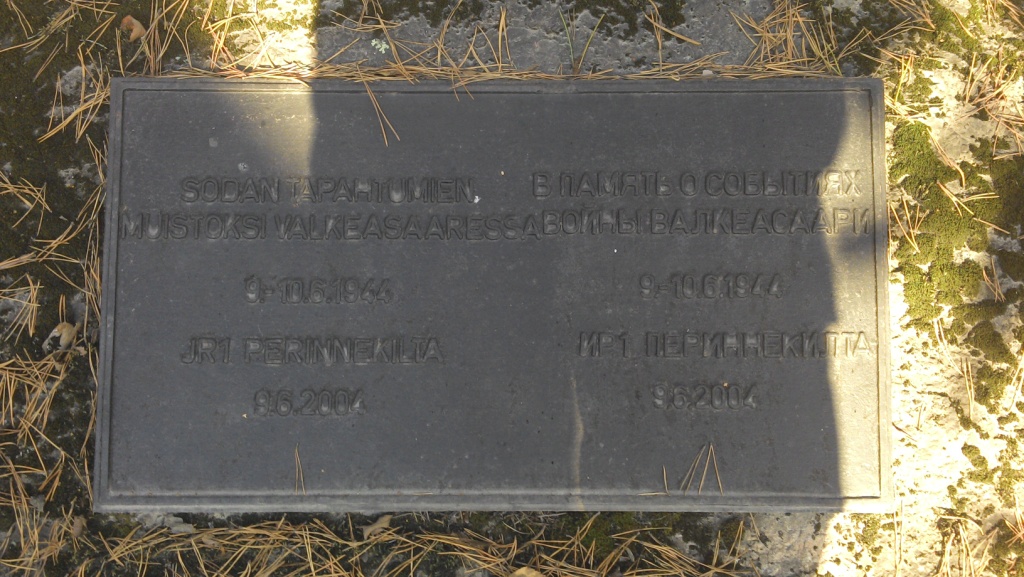 SODAN TAPAHTUMIEN
MUISTOKSI VALKEASAARESSA
9.-10.6.1944
JR1 PERINNEKILTA
9.6.2004
В ПАМЯТЬ О СОБЫТИЯХ
ВОЙНЫ ВАЛКЕАСААРИ
9.-10.6.1944
ИР1 ПЕРИННЕКИЛТА
9.6.2004